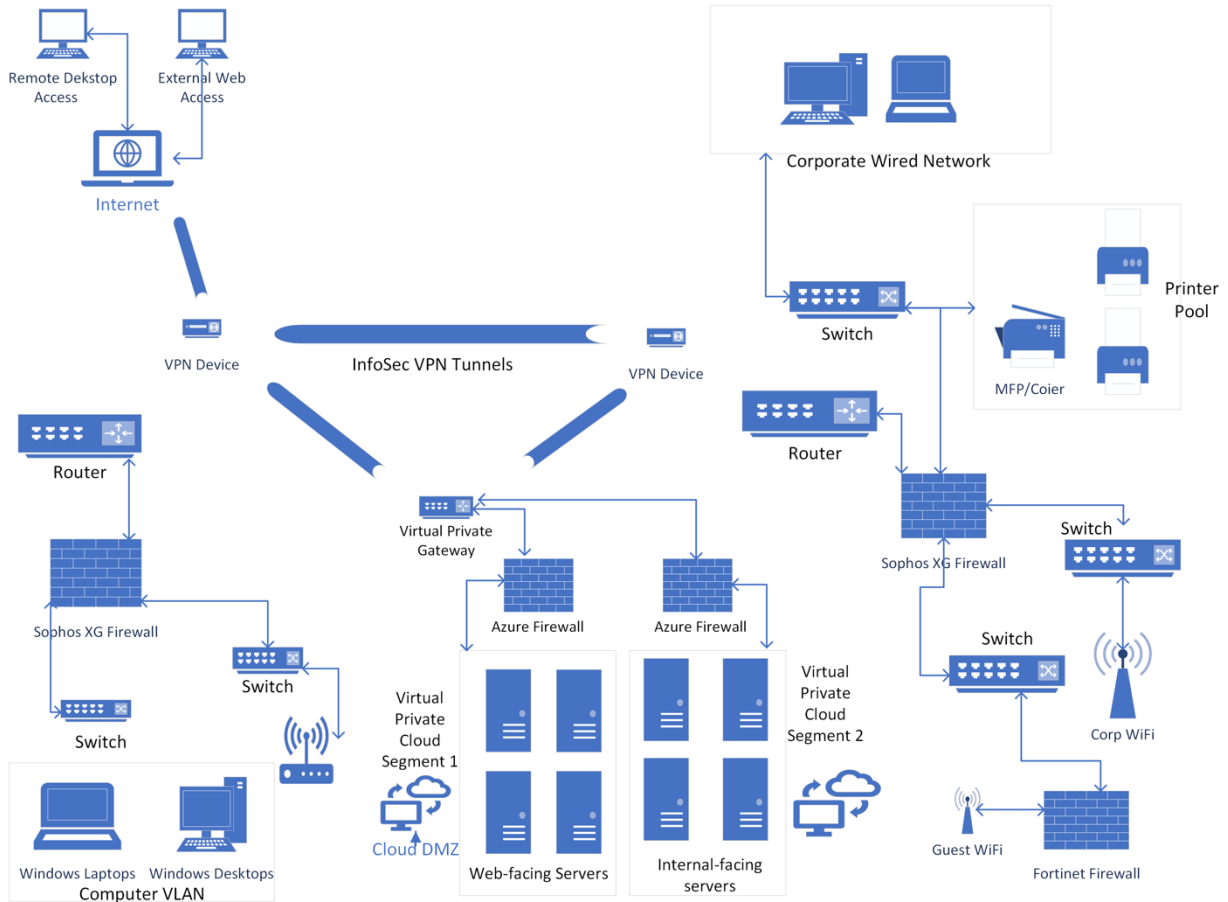 Remote Dekstop
Access
External Web
Access
Internet
Corporate Wired Network
Printer
Pool
MFP/Coier
Switch
VPN Device
InfoSec VPN Tunnels
VPN Device
Router
Router
Virtual Private
Gateway
Sophos XG Firewall
Switch
Azure Firewall
Azure Firewall
Sophos XG Firewall
Switch
Switch
Switch
Virtual
Private
Cloud
Segment 1
Virtual
Private
Cloud
Segment 2
Corp WiFi
Cloud DMZ
Guest WiFi
Fortinet Firewall
Web-facing Servers
Internal-facing
servers
Windows Laptops
Windows Desktops
Computer VLAN